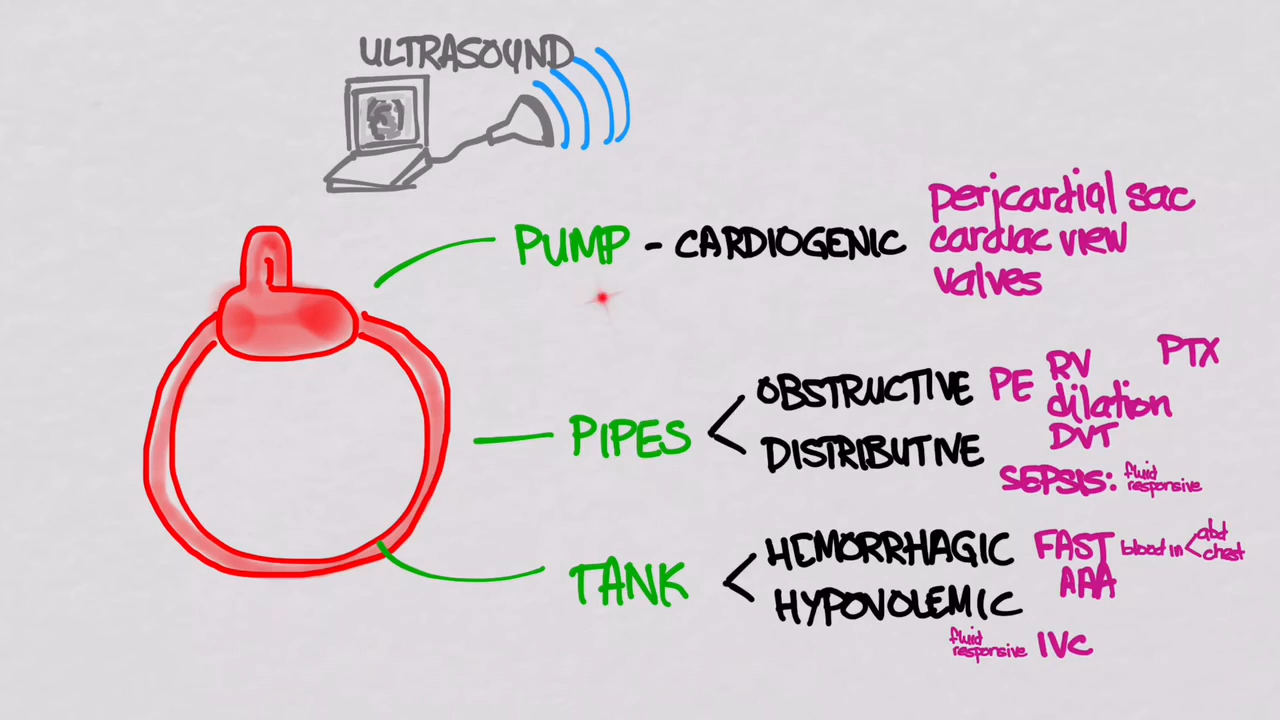 ULTRASOUND
PUMP - CARDIOGENIC
pericardial sac
cardiac view
valves
PIPES
OBSTRUCTIVE
PE
RV
dilation
DVT
PTX
DISTRIBUTIVE
SEPSIS: fluid
responsive
TANK
HEMORRHAGIC
FAST
blood in
abd
chest
AAA
HYPOVOLEMIC
fluid
responsive
IVC